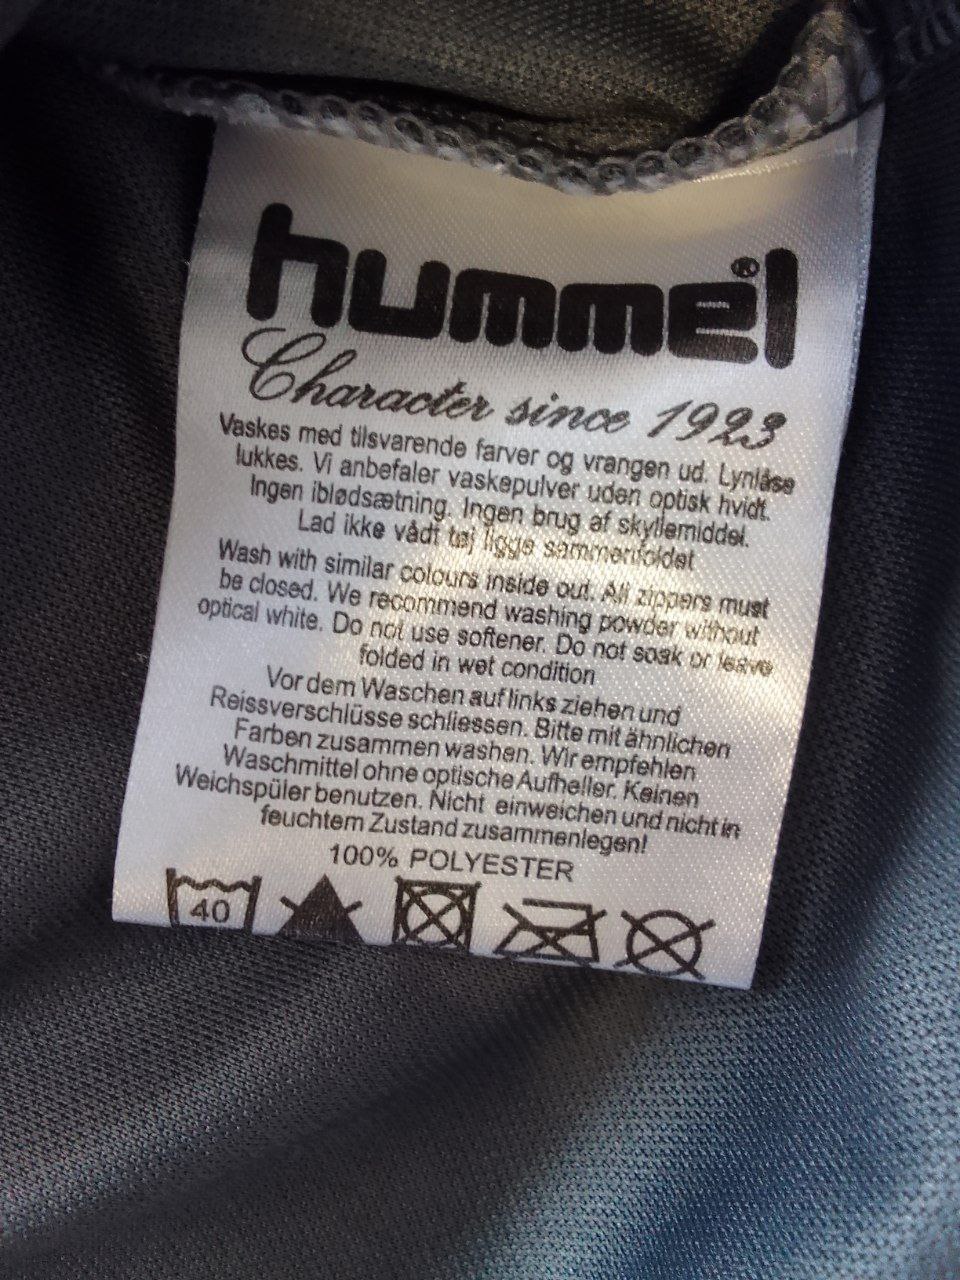 hummel®
Character since 1923
Vaskes med tilsvarende farver og vrangen ud. Lynlåse
lukkes. Vi anbefaler vaskepulver uden optisk hvidt.
Ingen iblødsætning. Ingen brug af skyllemiddel.
Lad ikke vådt tøj ligge sammenfoldet
Wash with similar colours inside out. All zippers must
be closed. We recommend washing powder without
optical white. Do not use softener. Do not soak or leave
folded in wet condition
Vor dem Waschen auf links ziehen und
Reissverschlüsse schliessen. Bitte mit ähnlichen
Farben zusammen washen. Wir empfehlen
Waschmittel ohne optische Aufheller. Keinen
Weichspüler benutzen. Nicht einweichen und nicht in
feuchtem Zustand zusammenlegen!
100% POLYESTER
40